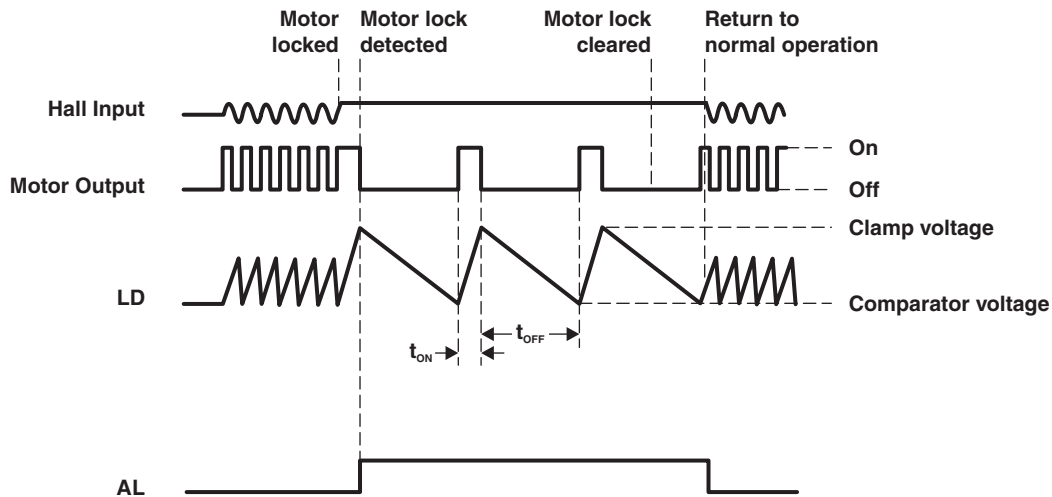 Motor locked
Motor lock detected
Motor lock cleared
Return to normal operation
Hall Input
Motor Output
On
Off
LD
Clamp voltage
Comparator voltage
tON
tOFF
AL